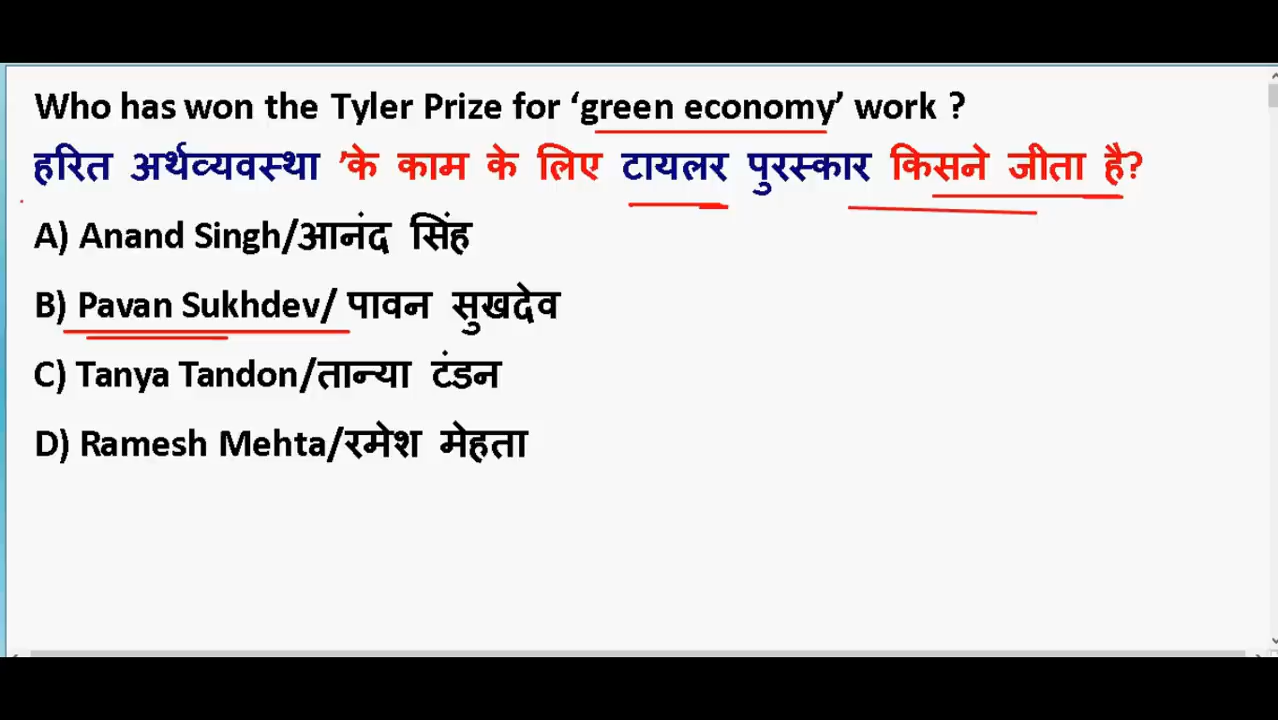 Who has won the Tyler Prize for ‘green economy’ work ?
हरित अर्थव्यवस्था ’के काम के लिए टायलर पुरस्कार किसने जीता है?
A) Anand Singh/आनंद सिंह
B) Pavan Sukhdev/ पावन सुखदेव
C) Tanya Tandon/तान्या टंडन
D) Ramesh Mehta/रमेश मेहता